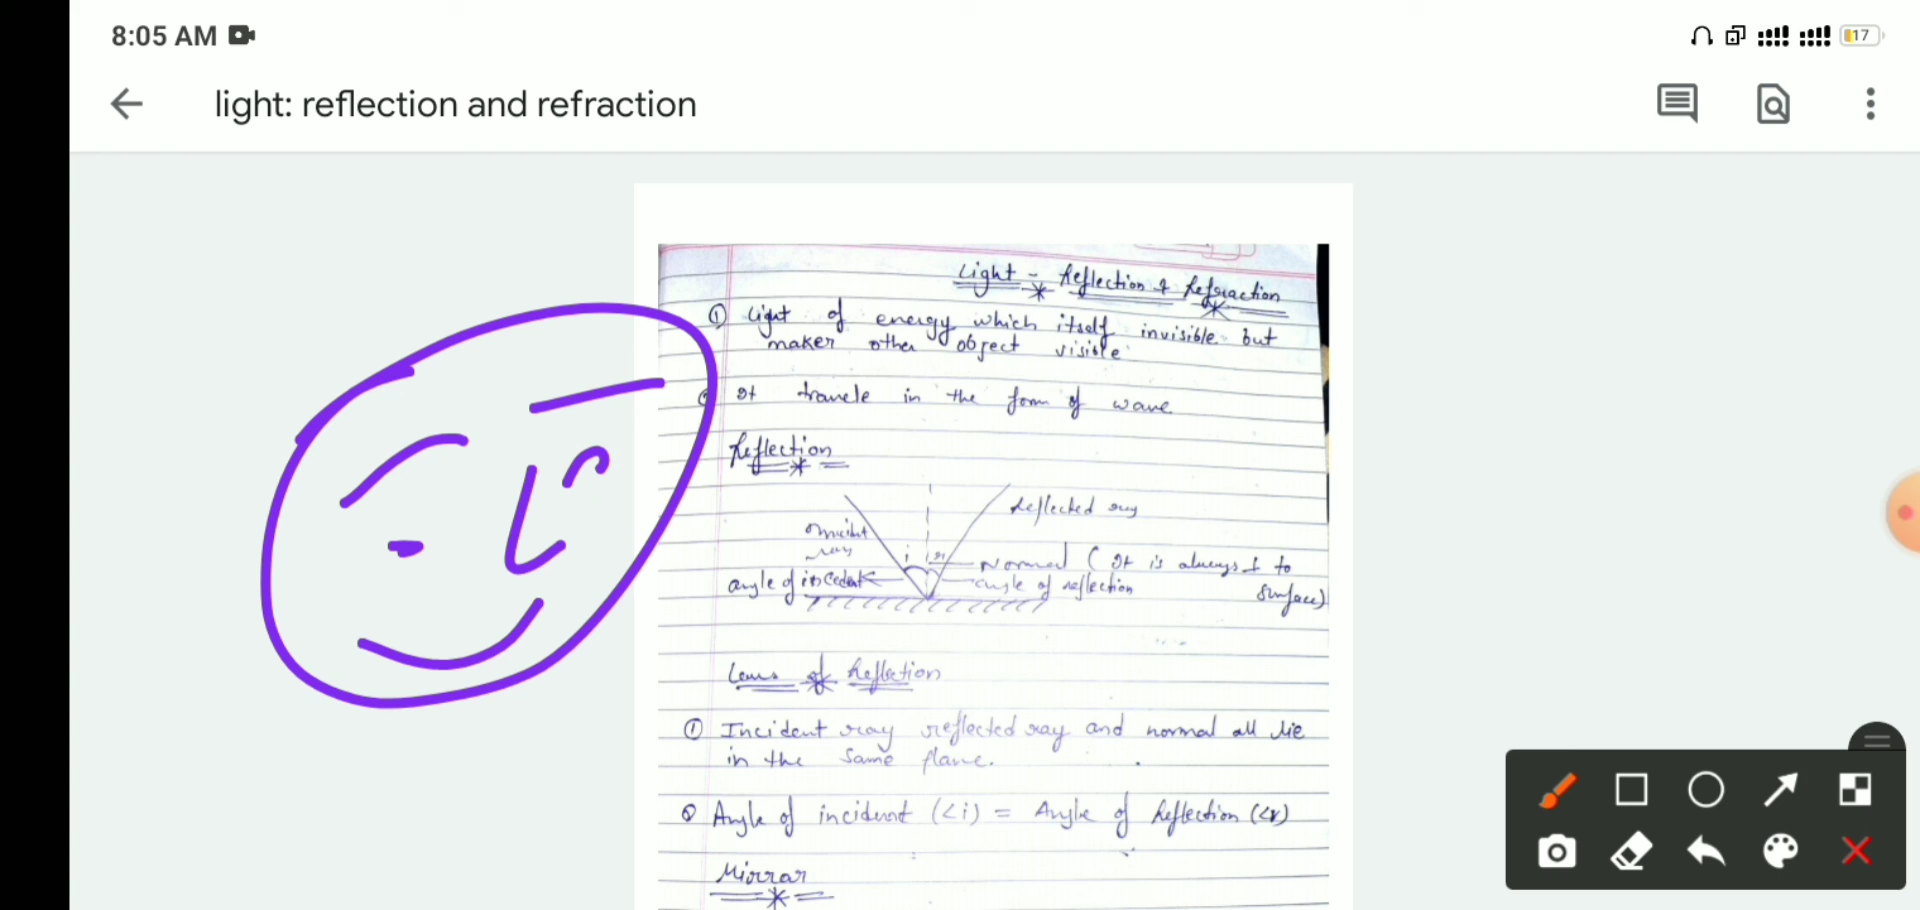 8:05 AM
17
light: reflection and refraction
Light - Reflection & Refraction
① Light of energy which itself invisible but
maker other object visible
It travele in the form of wave.
Reflection
Reflected ray
ray
i r
Normal ( It is always ⊥ to
surface)
angle of incedent
angle of reflection
Laws of Reflection
① Incident ray reflected ray and normal all lie
in the same plane.
② Angle of incident (∠i) = Angle of Reflection (∠r)
Mirror